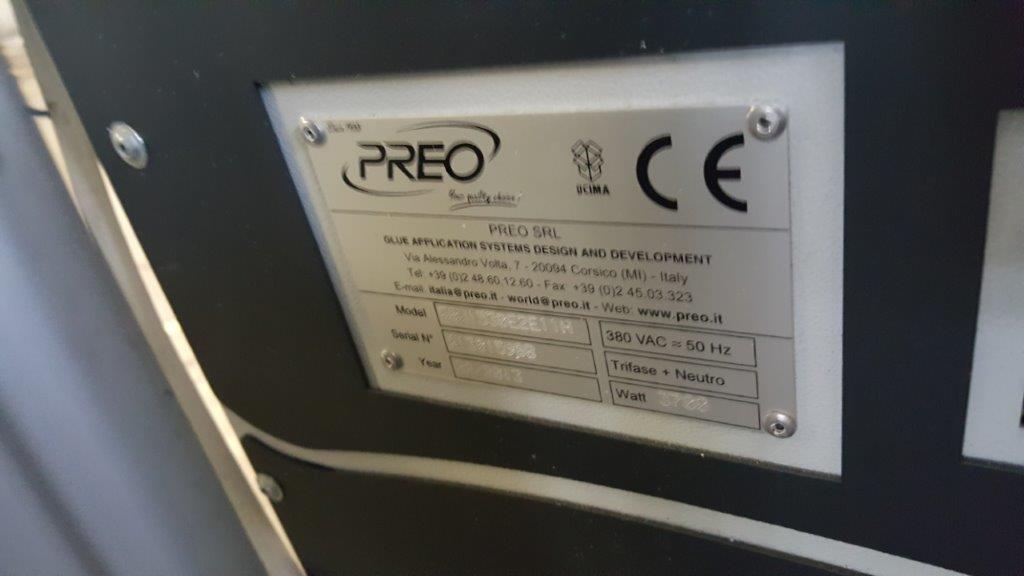 PREO
UCIMA
CE
PREO SRL
GLUE APPLICATION SYSTEMS DESIGN AND DEVELOPMENT
Via Alessandro Volta, 7 - 20094 Corsico (MI) - Italy
Tel: +39 (0)2 48.60.12.60 - Fax +39 (0)2 45.03.323
E-mail: italia@preo.it - world@preo.it - Web: www.preo.it
Model
380 VAC ≈ 50 Hz
Serial N°
Trifase + Neutro
Year
Watt 3700